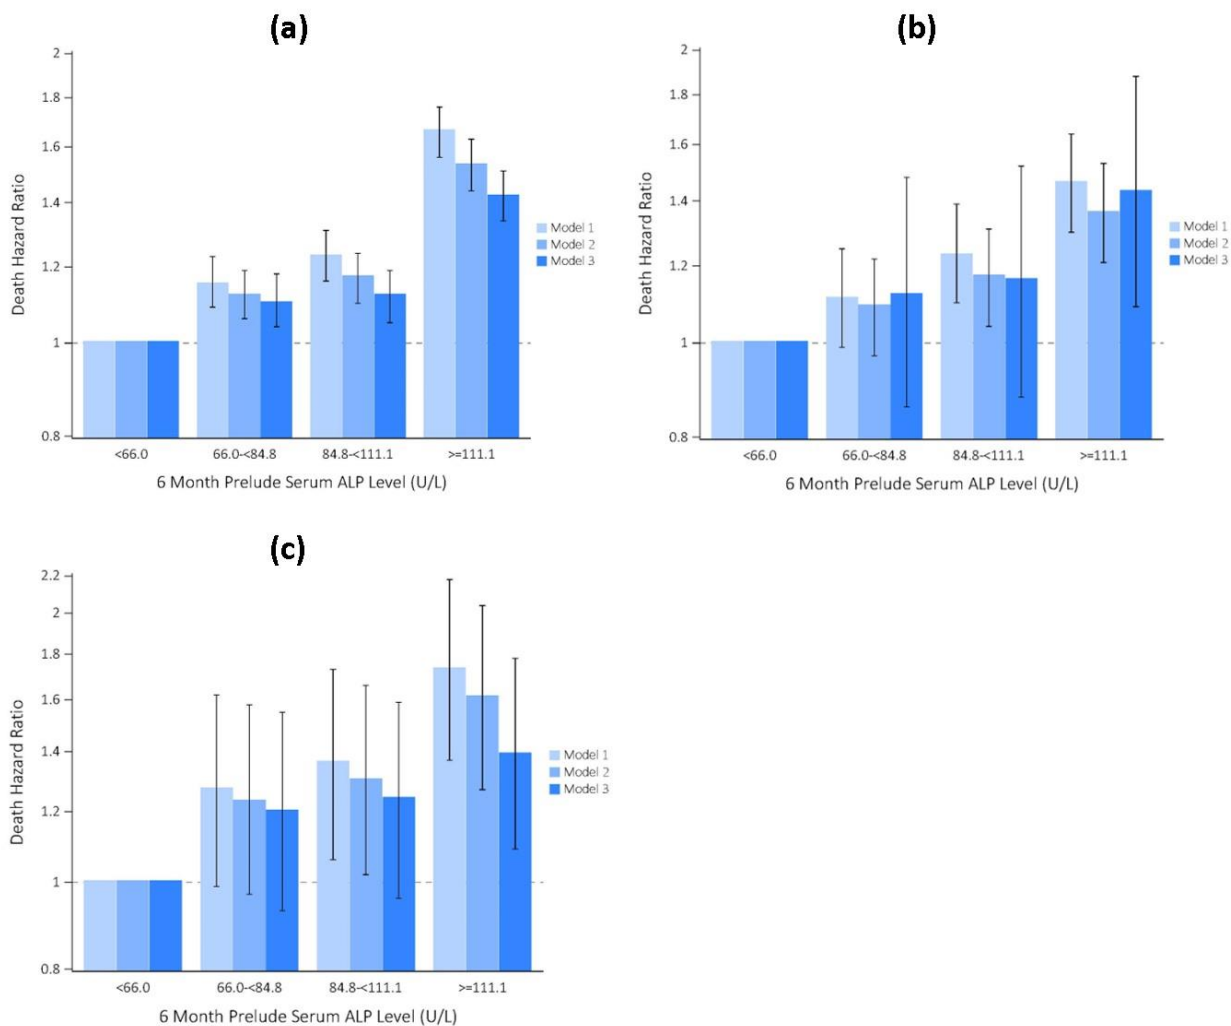 (a)
2
1.8
1.6
1.4
1.2
1
0.8
Death Hazard Ratio
<66.0
66.0-<84.8
84.8-<111.1
>=111.1
6 Month Prelude Serum ALP Level (U/L)
Model 1
Model 2
Model 3
(b)
2
1.8
1.6
1.4
1.2
1
0.8
Death Hazard Ratio
<66.0
66.0-<84.8
84.8-<111.1
>=111.1
6 Month Prelude Serum ALP Level (U/L)
Model 1
Model 2
Model 3
(c)
2.2
2
1.8
1.6
1.4
1.2
1
0.8
Death Hazard Ratio
<66.0
66.0-<84.8
84.8-<111.1
>=111.1
6 Month Prelude Serum ALP Level (U/L)
Model 1
Model 2
Model 3